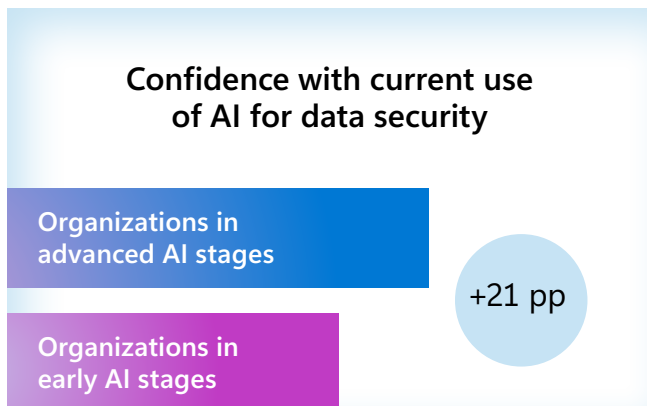 Confidence with current use
of AI for data security
Organizations in
advanced AI stages
+21 pp
Organizations in
early AI stages